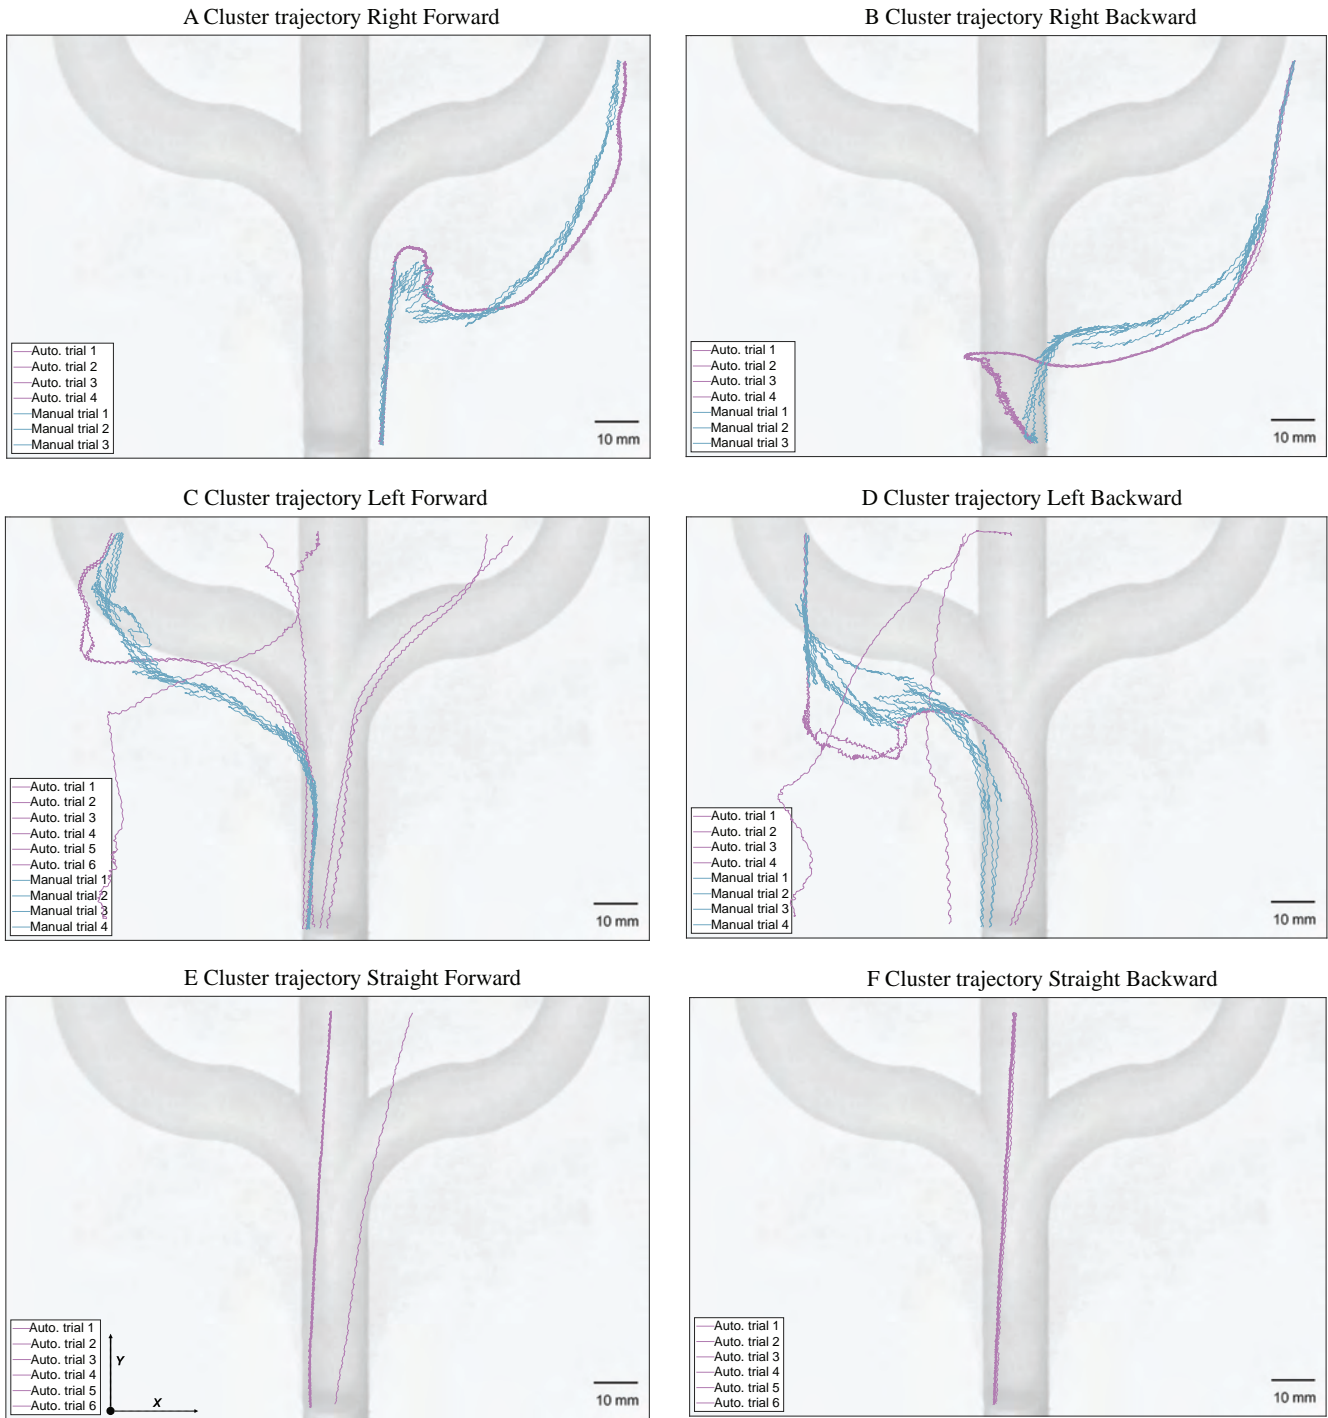 A Cluster trajectory Right Forward
Auto. trial 1
Auto. trial 2
Auto. trial 3
Auto. trial 4
Manual trial 1
Manual trial 2
Manual trial 3
10 mm
B Cluster trajectory Right Backward
Auto. trial 1
Auto. trial 2
Auto. trial 3
Auto. trial 4
Manual trial 1
Manual trial 2
Manual trial 3
10 mm
C Cluster trajectory Left Forward
Auto. trial 1
Auto. trial 2
Auto. trial 3
Auto. trial 4
Auto. trial 5
Auto. trial 6
Manual trial 1
Manual trial 2
Manual trial 3
Manual trial 4
10 mm
D Cluster trajectory Left Backward
Auto. trial 1
Auto. trial 2
Auto. trial 3
Auto. trial 4
Manual trial 1
Manual trial 2
Manual trial 3
Manual trial 4
10 mm
E Cluster trajectory Straight Forward
Auto. trial 1
Auto. trial 2
Auto. trial 3
Auto. trial 4
Auto. trial 5
Auto. trial 6
Y
X
10 mm
F Cluster trajectory Straight Backward
Auto. trial 1
Auto. trial 2
Auto. trial 3
Auto. trial 4
Auto. trial 5
Auto. trial 6
10 mm